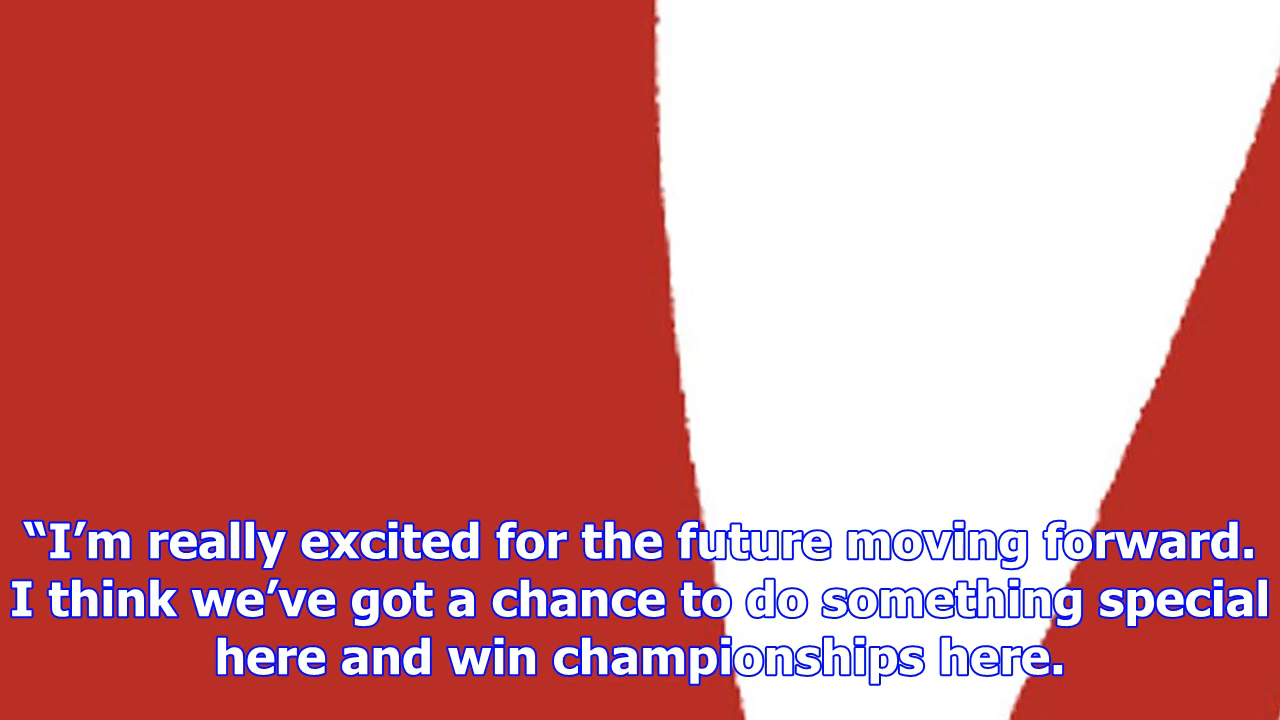 “I’m really excited for the future moving forward.
I think we’ve got a chance to do something special
here and win championships here.